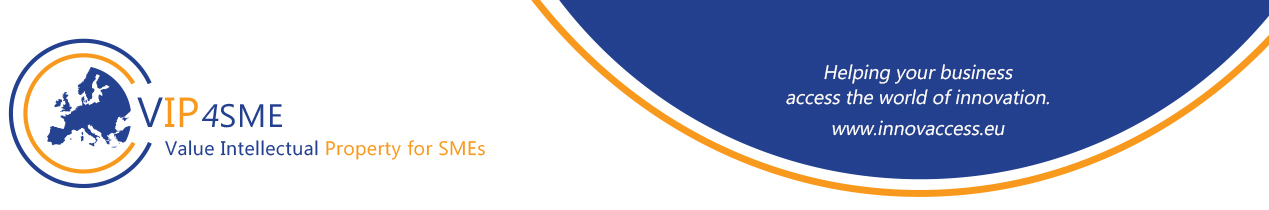 VIP4SME
Value Intellectual Property for SMEs
Helping your business
access the world of innovation.
www.innovaccess.eu